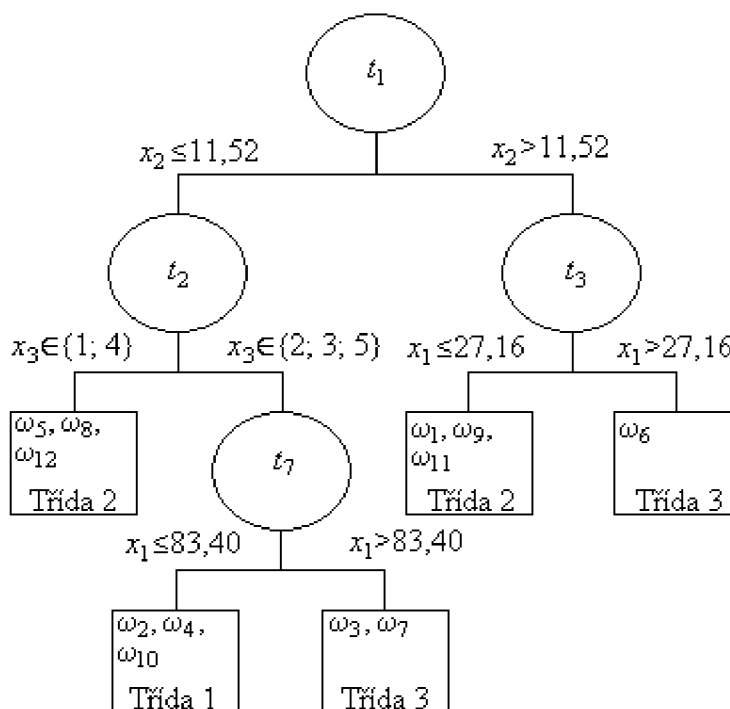 t₁
x₂≤11,52
x₂>11,52
t₂
t₃
x₃∈{1; 4}
x₃∈{2; 3; 5}
x₁≤27,16
x₁>27,16
ω₅, ω₈,
ω₁₂
Třída 2
t₇
ω₁, ω₉,
ω₁₁
Třída 2
ω₆
Třída 3
x₁≤83,40
x₁>83,40
ω₂, ω₄,
ω₁₀
Třída 1
ω₃, ω₇
Třída 3